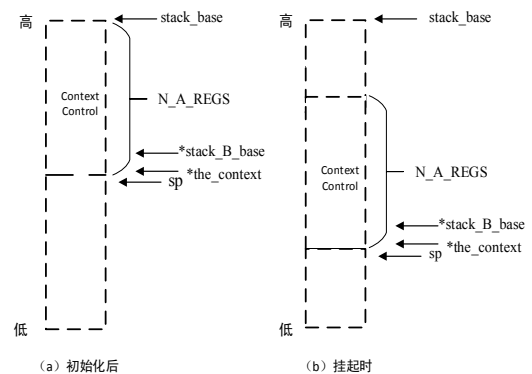 高
stack_base
Context
Control
N_A_REGS
*stack_B_base
*the_context
sp
低
（a）初始化后
高
stack_base
Context
Control
N_A_REGS
*stack_B_base
*the_context
sp
低
（b）挂起时